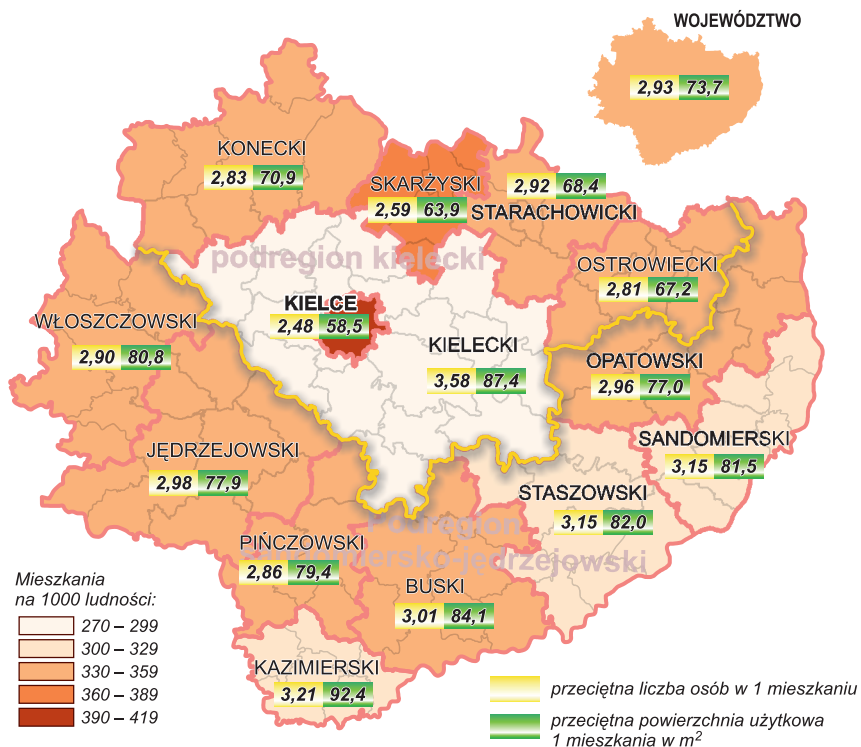 WOJEWÓDZTWO
2,93 73,7
KONECKI
2,83 70,9
SKARŻYSKI
2,59 63,9
2,92 68,4
STARACHOWICKI
podregion kielecki
OSTROWIECKI
2,81 67,2
KIELCE
2,48 58,5
WŁOSZCZOWSKI
2,90 80,8
KIELECKI
3,58 87,4
OPATOWSKI
2,96 77,0
SANDOMIERSKI
3,15 81,5
JĘDRZEJOWSKI
2,98 77,9
STASZOWSKI
3,15 82,0
Podregion
sandomiersko-jędrzejowski
PIŃCZOWSKI
2,86 79,4
BUSKI
3,01 84,1
KAZIMIERSKI
3,21 92,4
Mieszkania
na 1000 ludności:
270 – 299
300 – 329
330 – 359
360 – 389
390 – 419
przeciętna liczba osób w 1 mieszkaniu
przeciętna powierzchnia użytkowa
1 mieszkania w m²